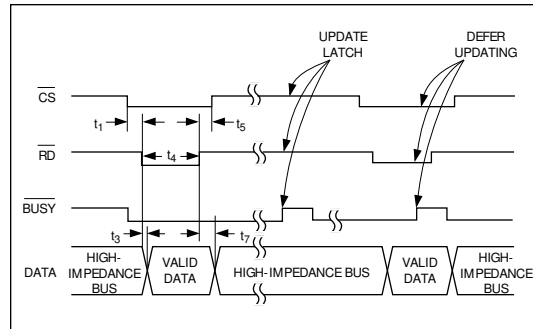 UPDATE
LATCH
DEFER
UPDATING
CS
t1
t5
RD
t4
BUSY
t3
t7
DATA
HIGH-
IMPEDANCE
BUS
VALID
DATA
HIGH-IMPEDANCE BUS
VALID
DATA
HIGH-
IMPEDANCE
BUS